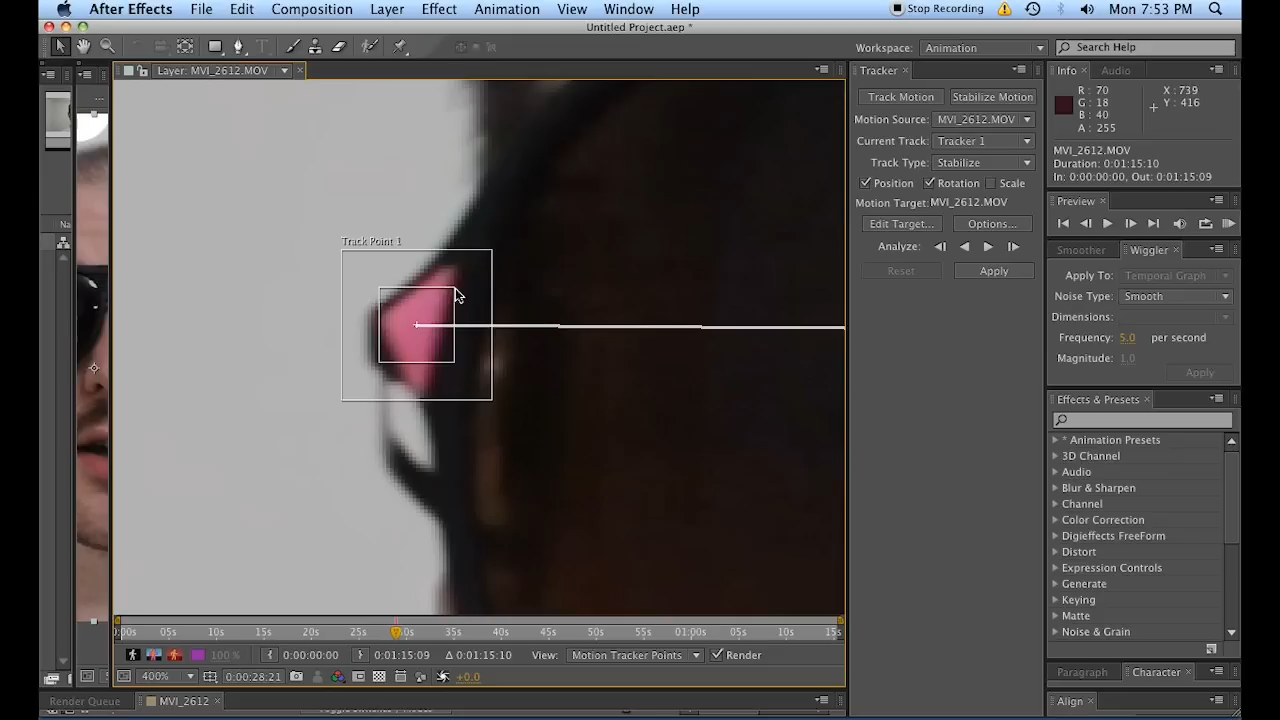 After Effects File Edit Composition Layer Effect Animation View Window Help Stop Recording Mon 7:53 PM
Untitled Project.aep *
Workspace: Animation Search Help
Layer: MVI_2612.MOV
Tracker
Track Motion Stabilize Motion
Motion Source: MVI_2612.MOV
Current Track: Tracker 1
Track Type: Stabilize
Position Rotation Scale
Motion Target: MVI_2612.MOV
Edit Target... Options...
Analyze:
Reset Apply
Info Audio
R : 70 X : 739
G : 18 Y : 416
B : 40
A : 255
MVI_2612.MOV
Duration: 0:01:15:10
In: 0:00:00:00, Out: 0:01:15:09
Preview
Smoother Wiggler
Apply To: Temporal Graph
Noise Type: Smooth
Dimensions:
Frequency: 5.0 per second
Magnitude: 1.0
Apply
Effects & Presets
* Animation Presets
3D Channel
Audio
Blur & Sharpen
Channel
Color Correction
Digieffects FreeForm
Distort
Expression Controls
Generate
Keying
Matte
Noise & Grain
Paragraph Character
Align
Na
Track Point 1
:00s 05s 10s 15s 20s 25s 30s 35s 40s 45s 50s 55s 01:00s 05s 10s 15s
100 % 0:00:00:00 0:01:15:09 Δ 0:01:15:10 View: Motion Tracker Points Render
400% 0:00:28:21 +0.0
Render Queue MVI_2612